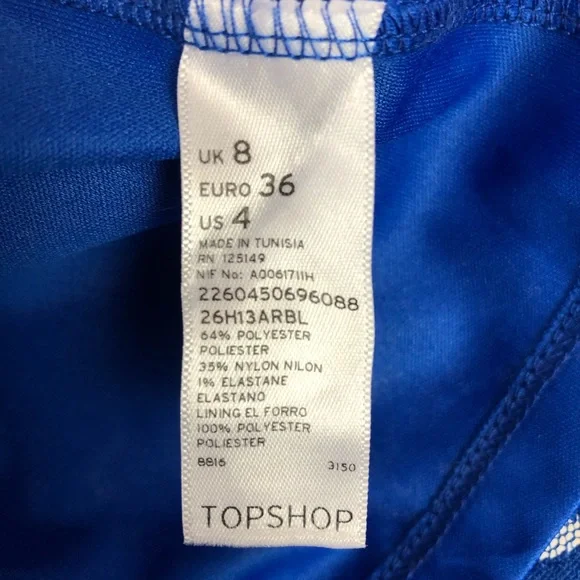 UK 8
EURO 36
US 4
MADE IN TUNISIA
RN 125149
NIF No: A0061711H
2260450696088
26H13ARBL
64% POLYESTER
POLIESTER
35% NYLON NILON
1% ELASTANE
ELASTANO
LINING EL FORRO
100% POLYESTER
POLIESTER
8816 3150
TOPSHOP